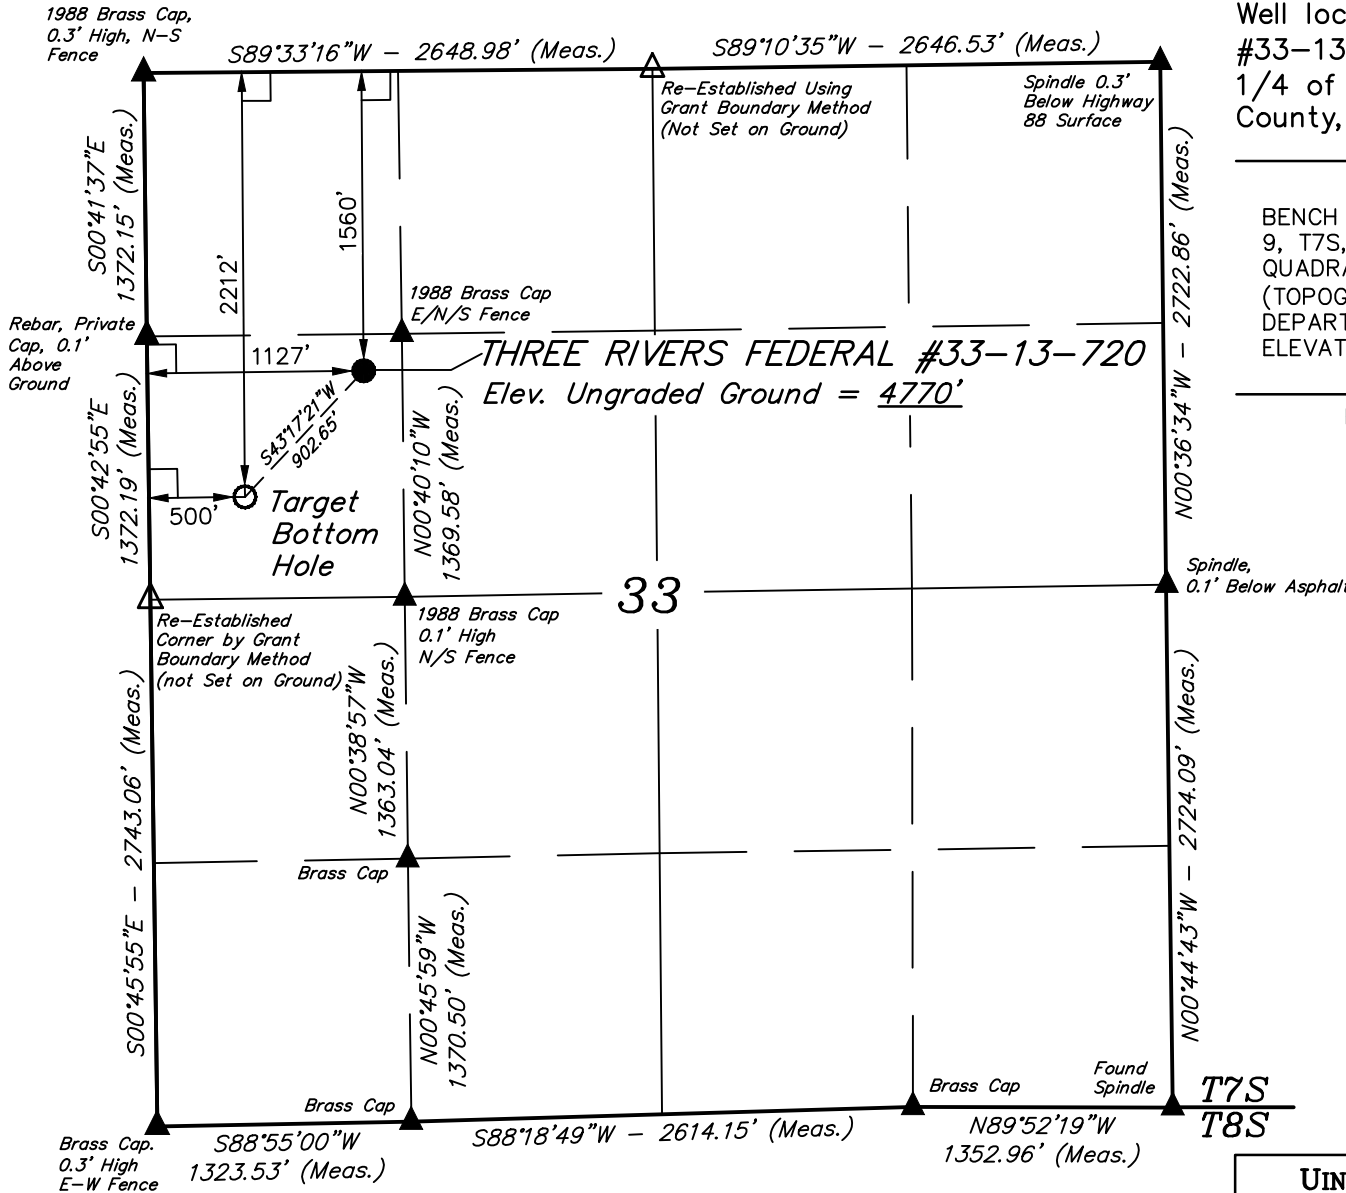 1988 Brass Cap,
0.3' High, N-S
Fence
S89°33'16"W - 2648.98' (Meas.)
S89°10'35"W - 2646.53' (Meas.)
Well loc
#33-13
1/4 of
County,
Re-Established Using
Grant Boundary Method
(Not Set on Ground)
Spindle 0.3'
Below Highway
88 Surface
S00°41'37"E
1372.15' (Meas.)
2212'
1560'
N00°36'34"W - 2722.86' (Meas.)
BENCH
9, T7S,
QUADRA
(TOPOG
DEPART
ELEVAT
1988 Brass Cap
E/N/S Fence
Rebar, Private
Cap, 0.1'
Above
Ground
1127'
THREE RIVERS FEDERAL #33-13-720
Elev. Ungraded Ground = 4770'
S43°17'21"W
902.65'
S00°42'55"E
1372.19' (Meas.)
N00°40'10"W
1369.58' (Meas.)
500'
Target
Bottom
Hole
33
Spindle,
0.1' Below Asphalt
Re-Established
Corner by Grant
Boundary Method
(not Set on Ground)
1988 Brass Cap
0.1' High
N/S Fence
N00°38'57"W
1363.04' (Meas.)
S00°45'55"E - 2743.06' (Meas.)
N00°44'43"W - 2724.09' (Meas.)
Brass Cap
N00°45'59"W
1370.50' (Meas.)
Brass Cap
Brass Cap
Found
Spindle
T7S
T8S
Brass Cap.
0.3' High
E-W Fence
S88°55'00"W
1323.53' (Meas.)
S88°18'49"W - 2614.15' (Meas.)
N89°52'19"W
1352.96' (Meas.)
UIN